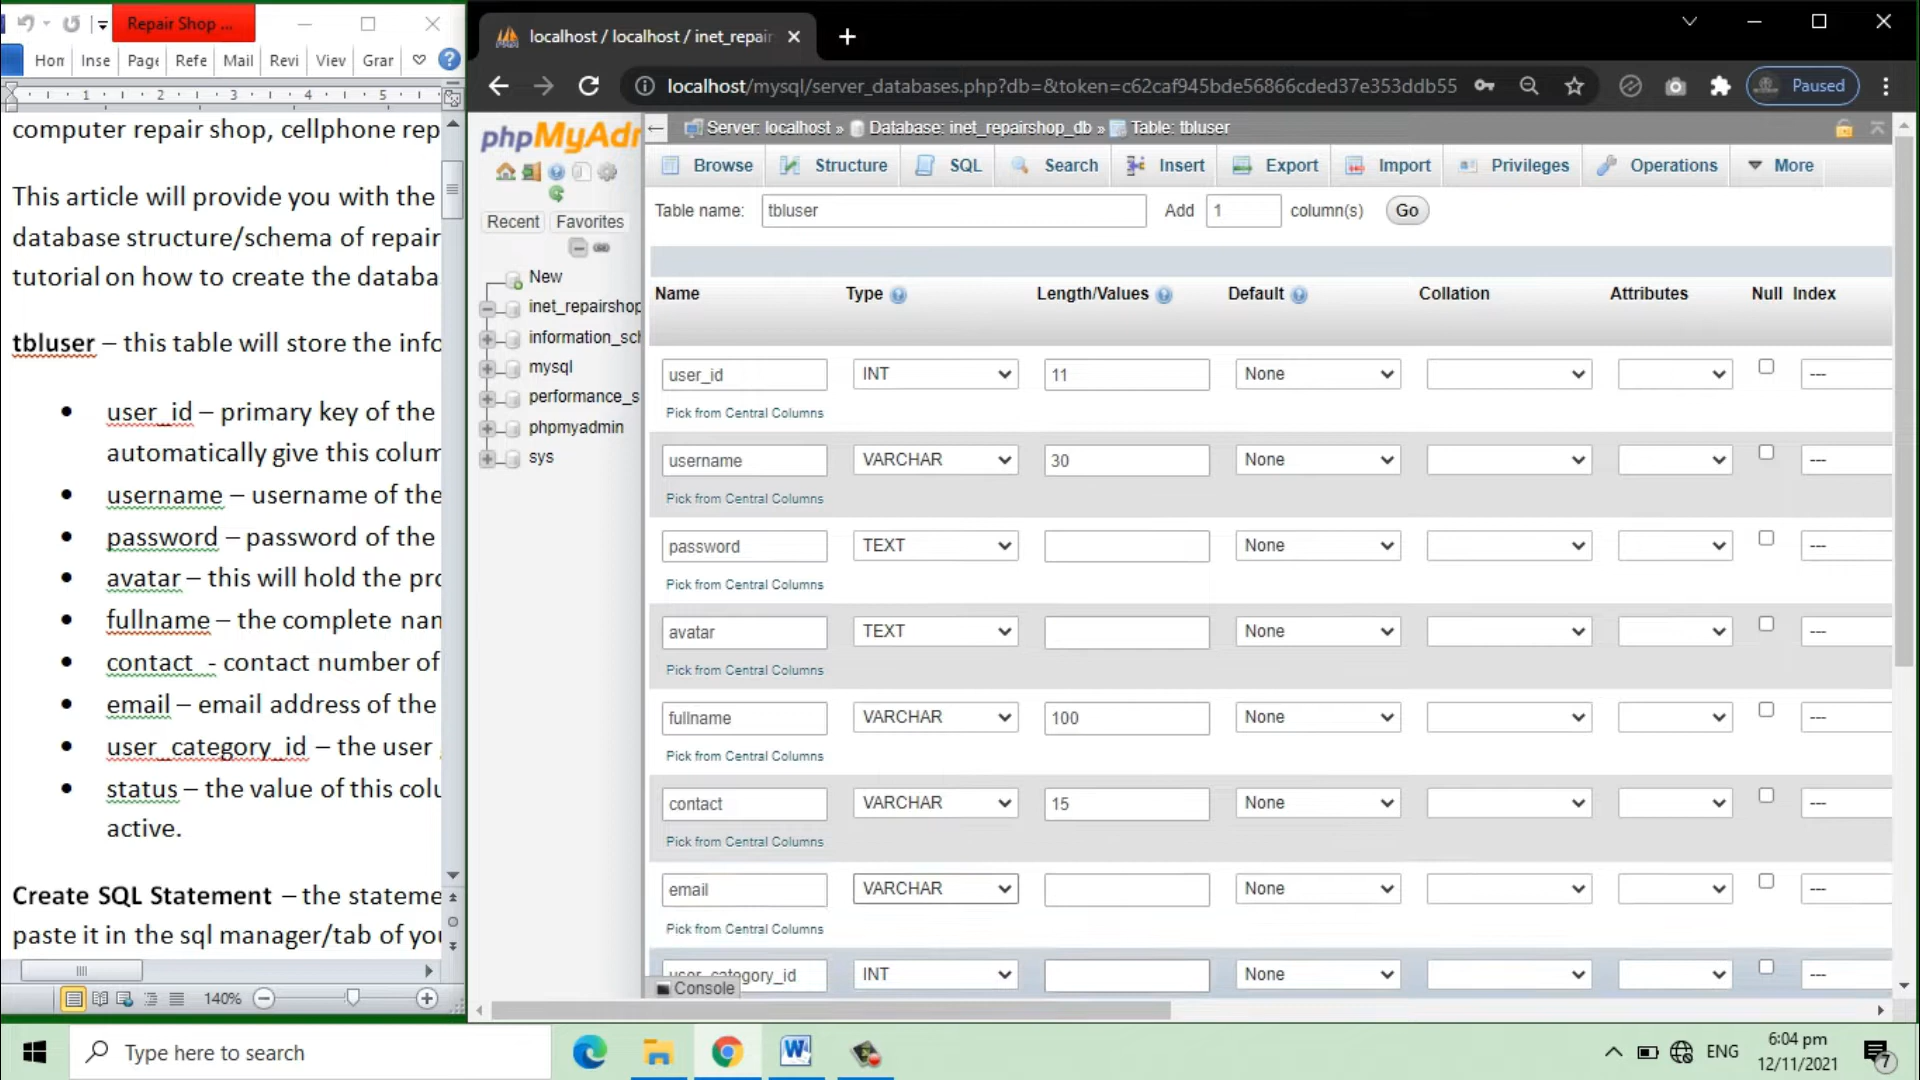 Repair Shop ...
Hom Inse Page Refe Mail Revi View Gran
1 2 3 4 5
computer repair shop, cellphone rep
This article will provide you with the
database structure/schema of repair
tutorial on how to create the databa
tbluser – this table will store the info
user_id – primary key of the
automatically give this colum
username – username of the
password – password of the
avatar – this will hold the pro
fullname – the complete nam
contact - contact number of
email – email address of the
user_category_id – the user
status – the value of this colu
active.
Create SQL Statement – the stateme
paste it in the sql manager/tab of you
140%
localhost / localhost / inet_repair
localhost/mysql/server_databases.php?db=&token=c62caf945bde56866cded37e353ddb55
Paused
phpMyAdm
Recent Favorites
New
inet_repairshop
information_sch
mysql
performance_s
phpmyadmin
sys
Server: localhost » Database: inet_repairshop_db » Table: tbluser
Browse Structure SQL Search Insert Export Import Privileges Operations More
Table name: tbluser Add 1 column(s) Go
Name Type Length/Values Default Collation Attributes Null Index
user_id INT 11 None ---
Pick from Central Columns
username VARCHAR 30 None ---
Pick from Central Columns
password TEXT None ---
Pick from Central Columns
avatar TEXT None ---
Pick from Central Columns
fullname VARCHAR 100 None ---
Pick from Central Columns
contact VARCHAR 15 None ---
Pick from Central Columns
email VARCHAR None ---
Pick from Central Columns
user_category_id INT None ---
Console
Type here to search
ENG
6:04 pm
12/11/2021
7